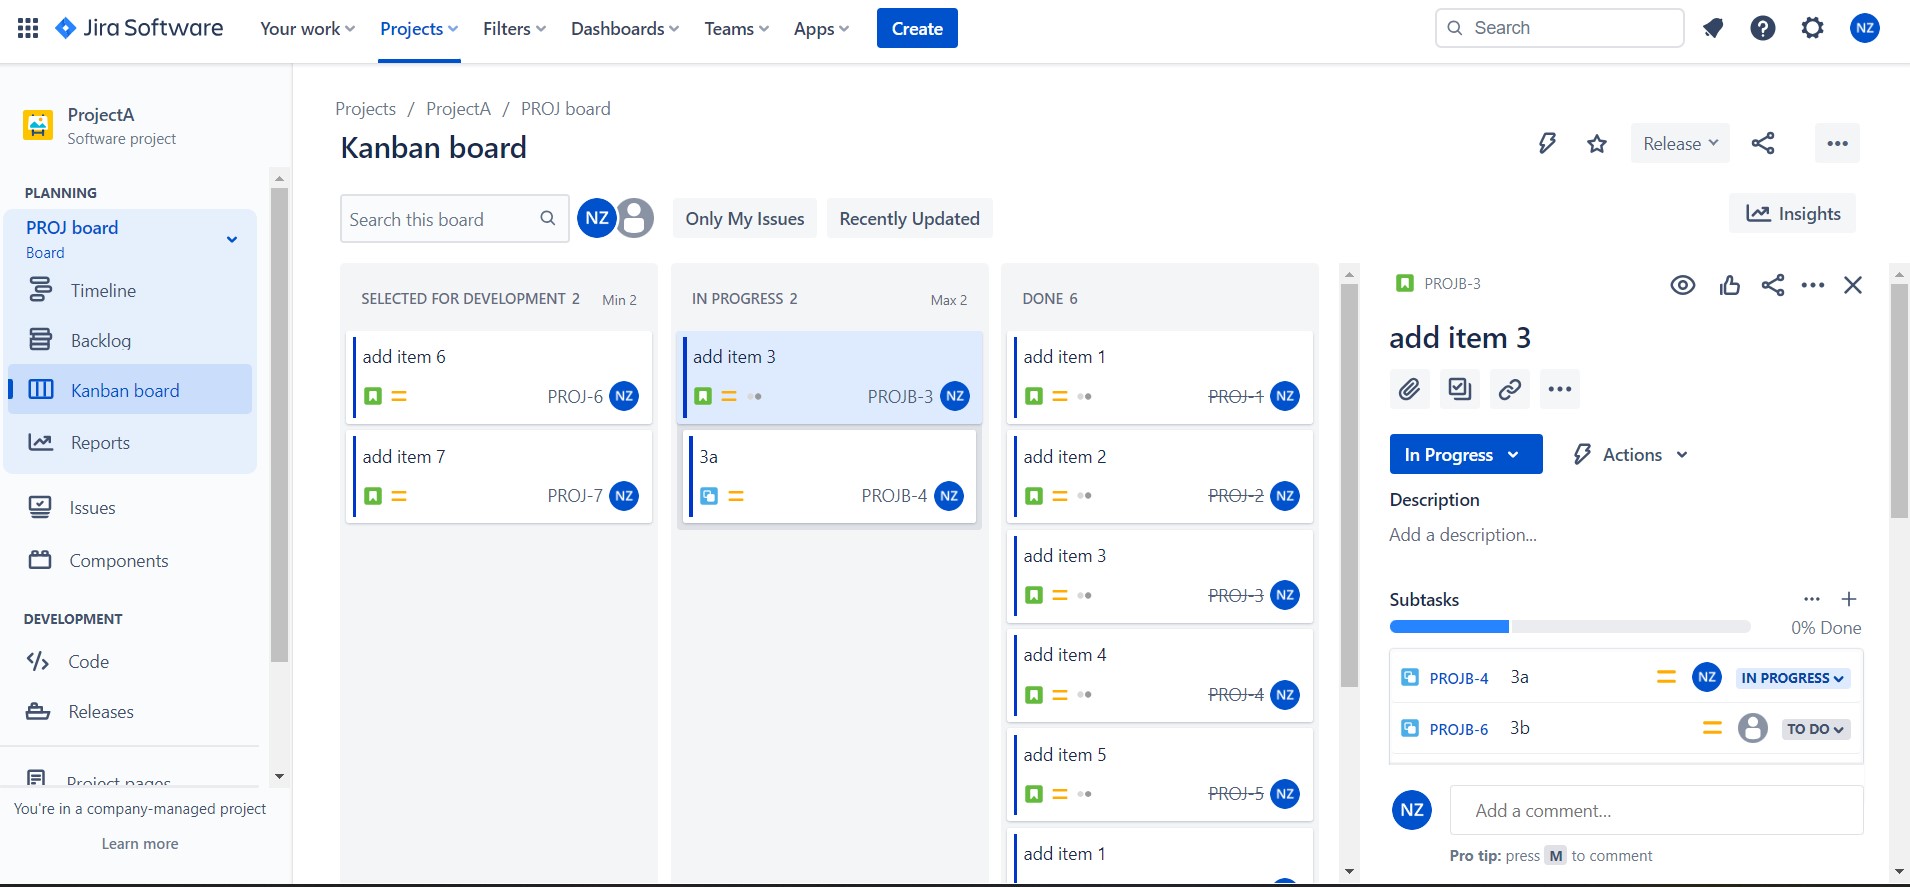 Jira Software
Your work
Projects
Filters
Dashboards
Teams
Apps
Create
Search
NZ
ProjectA
Software project
PLANNING
PROJ board
Board
Timeline
Backlog
Kanban board
Reports
Issues
Components
DEVELOPMENT
Code
Releases
Project pages
You're in a company-managed project
Learn more
Projects / ProjectA / PROJ board
Kanban board
Release
Search this board
NZ
Only My Issues
Recently Updated
Insights
SELECTED FOR DEVELOPMENT 2 Min 2
add item 6
PROJ-6 NZ
add item 7
PROJ-7 NZ
IN PROGRESS 2 Max 2
add item 3
PROJB-3 NZ
3a
PROJB-4 NZ
DONE 6
add item 1
PROJ-1 NZ
add item 2
PROJ-2 NZ
add item 3
PROJ-3 NZ
add item 4
PROJ-4 NZ
add item 5
PROJ-5 NZ
add item 1
PROJB-3
add item 3
In Progress
Actions
Description
Add a description...
Subtasks
0% Done
PROJB-4 3a NZ IN PROGRESS
PROJB-6 3b TO DO
NZ
Add a comment...
Pro tip: press M to comment